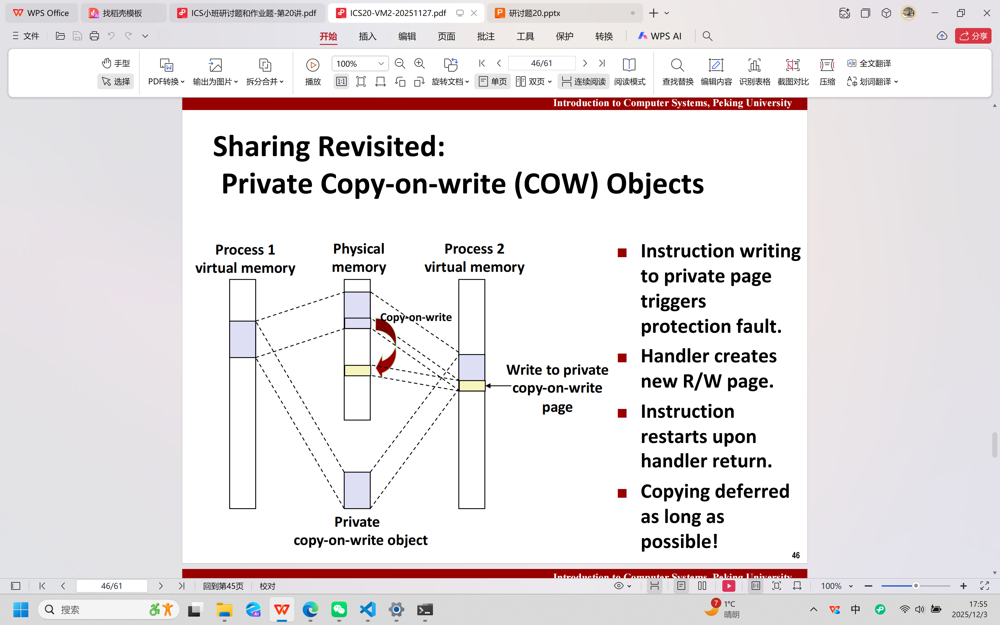 WPS Office
找稻壳模板
ICS小班研讨题和作业题-第20讲.pdf
ICS20-VM2-20251127.pdf
研讨题20.pptx
文件
开始
插入
编辑
页面
批注
工具
保护
转换
WPS AI
分享
手型
选择
PDF转换
输出为图片
拆分合并
播放
100%
旋转文档
46/61
单页
双页
连续阅读
阅读模式
查找替换
编辑内容
识别表格
截图对比
压缩
全文翻译
划词翻译
Introduction to Computer Systems, Peking University
Sharing Revisited:
Private Copy-on-write (COW) Objects
Process 1
virtual memory
Physical
memory
Process 2
virtual memory
Copy-on-write
Write to private
copy-on-write
page
Private
copy-on-write object
Instruction writing
to private page
triggers
protection fault.
Handler creates
new R/W page.
Instruction
restarts upon
handler return.
Copying deferred
as long as
possible!
46
Introduction to Computer Systems, Peking University
46/61
回到第45页
校对
100%
搜索
7
1°C
晴朗
中
17:55
2025/12/3